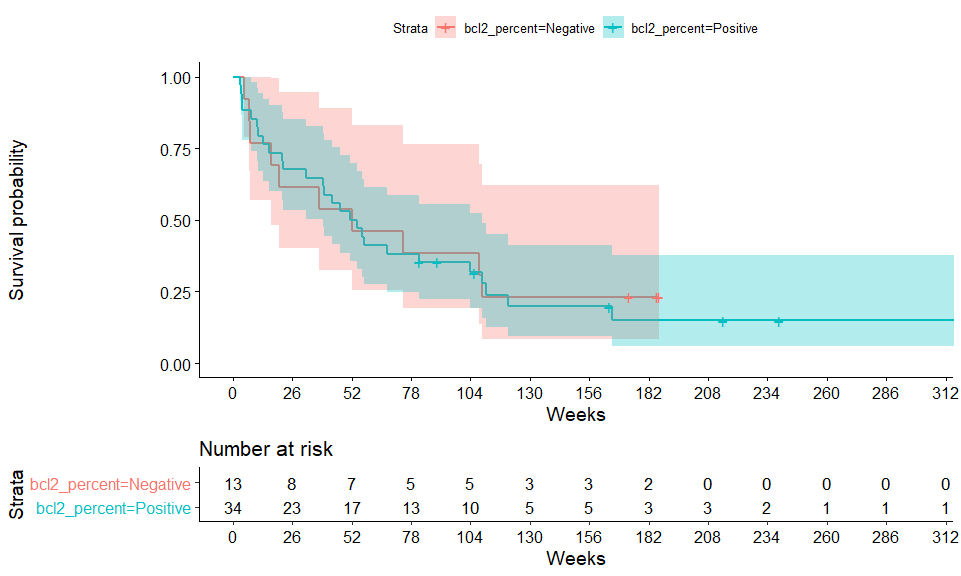 Strata bcl2_percent=Negative bcl2_percent=Positive
Survival probability
1.00
0.75
0.50
0.25
0.00
0 26 52 78 104 130 156 182 208 234 260 286 312
Weeks
Number at risk
Strata
bcl2_percent=Negative 13 8 7 5 5 3 3 2 0 0 0 0 0
bcl2_percent=Positive 34 23 17 13 10 5 5 3 3 2 1 1 1
0 26 52 78 104 130 156 182 208 234 260 286 312
Weeks